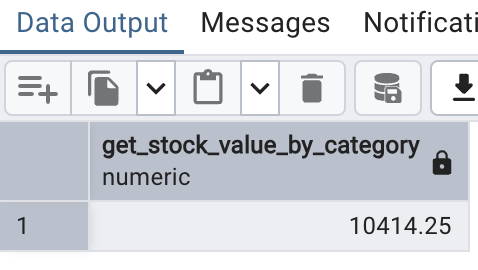 Data Output Messages Notificati
get_stock_value_by_category
numeric
1 10414.25